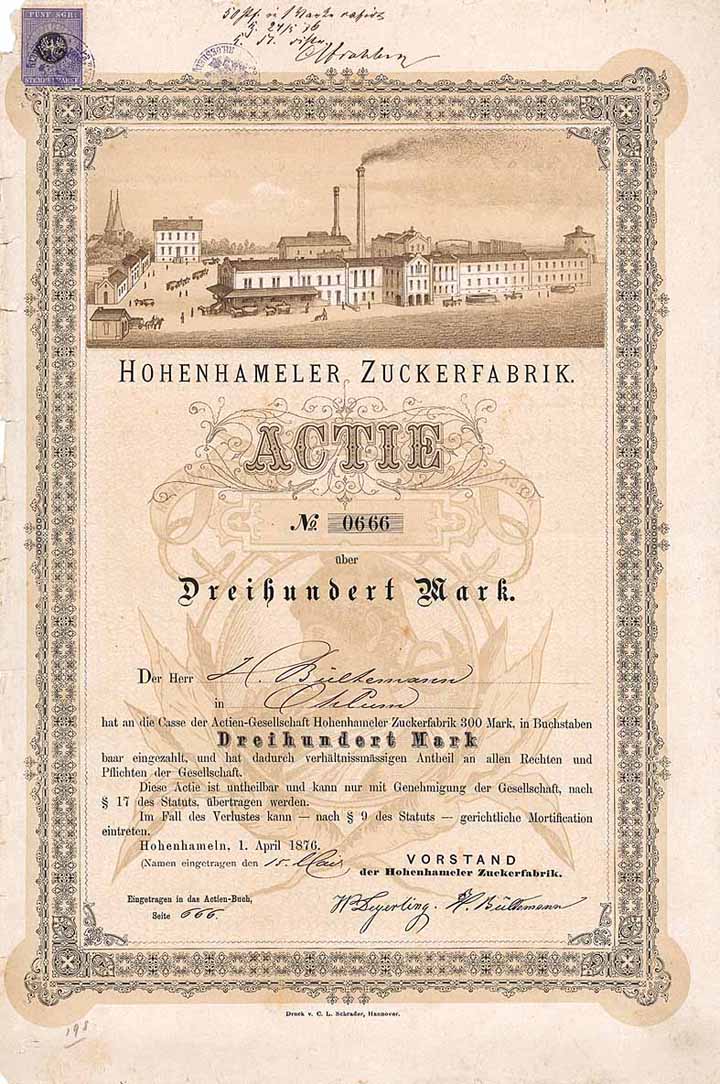 FUNF SGR:
STEMPEL MARKE
HOHENHAMELER ZUCKERFABRIK.
ACTIE
No. 0666
über
Dreihundert Mark.
Der Herr H. Bültemann
in Ohlum
hat an die Casse der Actien-Gesellschaft Hohenhameler Zuckerfabrik 300 Mark, in Buchstaben
Dreihundert Mark
baar eingezahlt, und hat dadurch verhältnissmässigen Antheil an allen Rechten und
Pflichten der Gesellschaft.
Diese Actie ist untheilbar und kann nur mit Genehmigung der Gesellschaft, nach
§ 17 des Statuts, übertragen werden.
Im Fall des Verlustes kann — nach § 9 des Statuts — gerichtliche Mortification
eintreten.
Hohenhameln, 1. April 1876.
(Namen eingetragen den 15. Mai
VORSTAND
der Hohenhameler Zuckerfabrik.
Eingetragen in das Actien-Buch,
Seite 666.
H. Bültemann
Druck v. C. L. Schrader, Hannover.
198